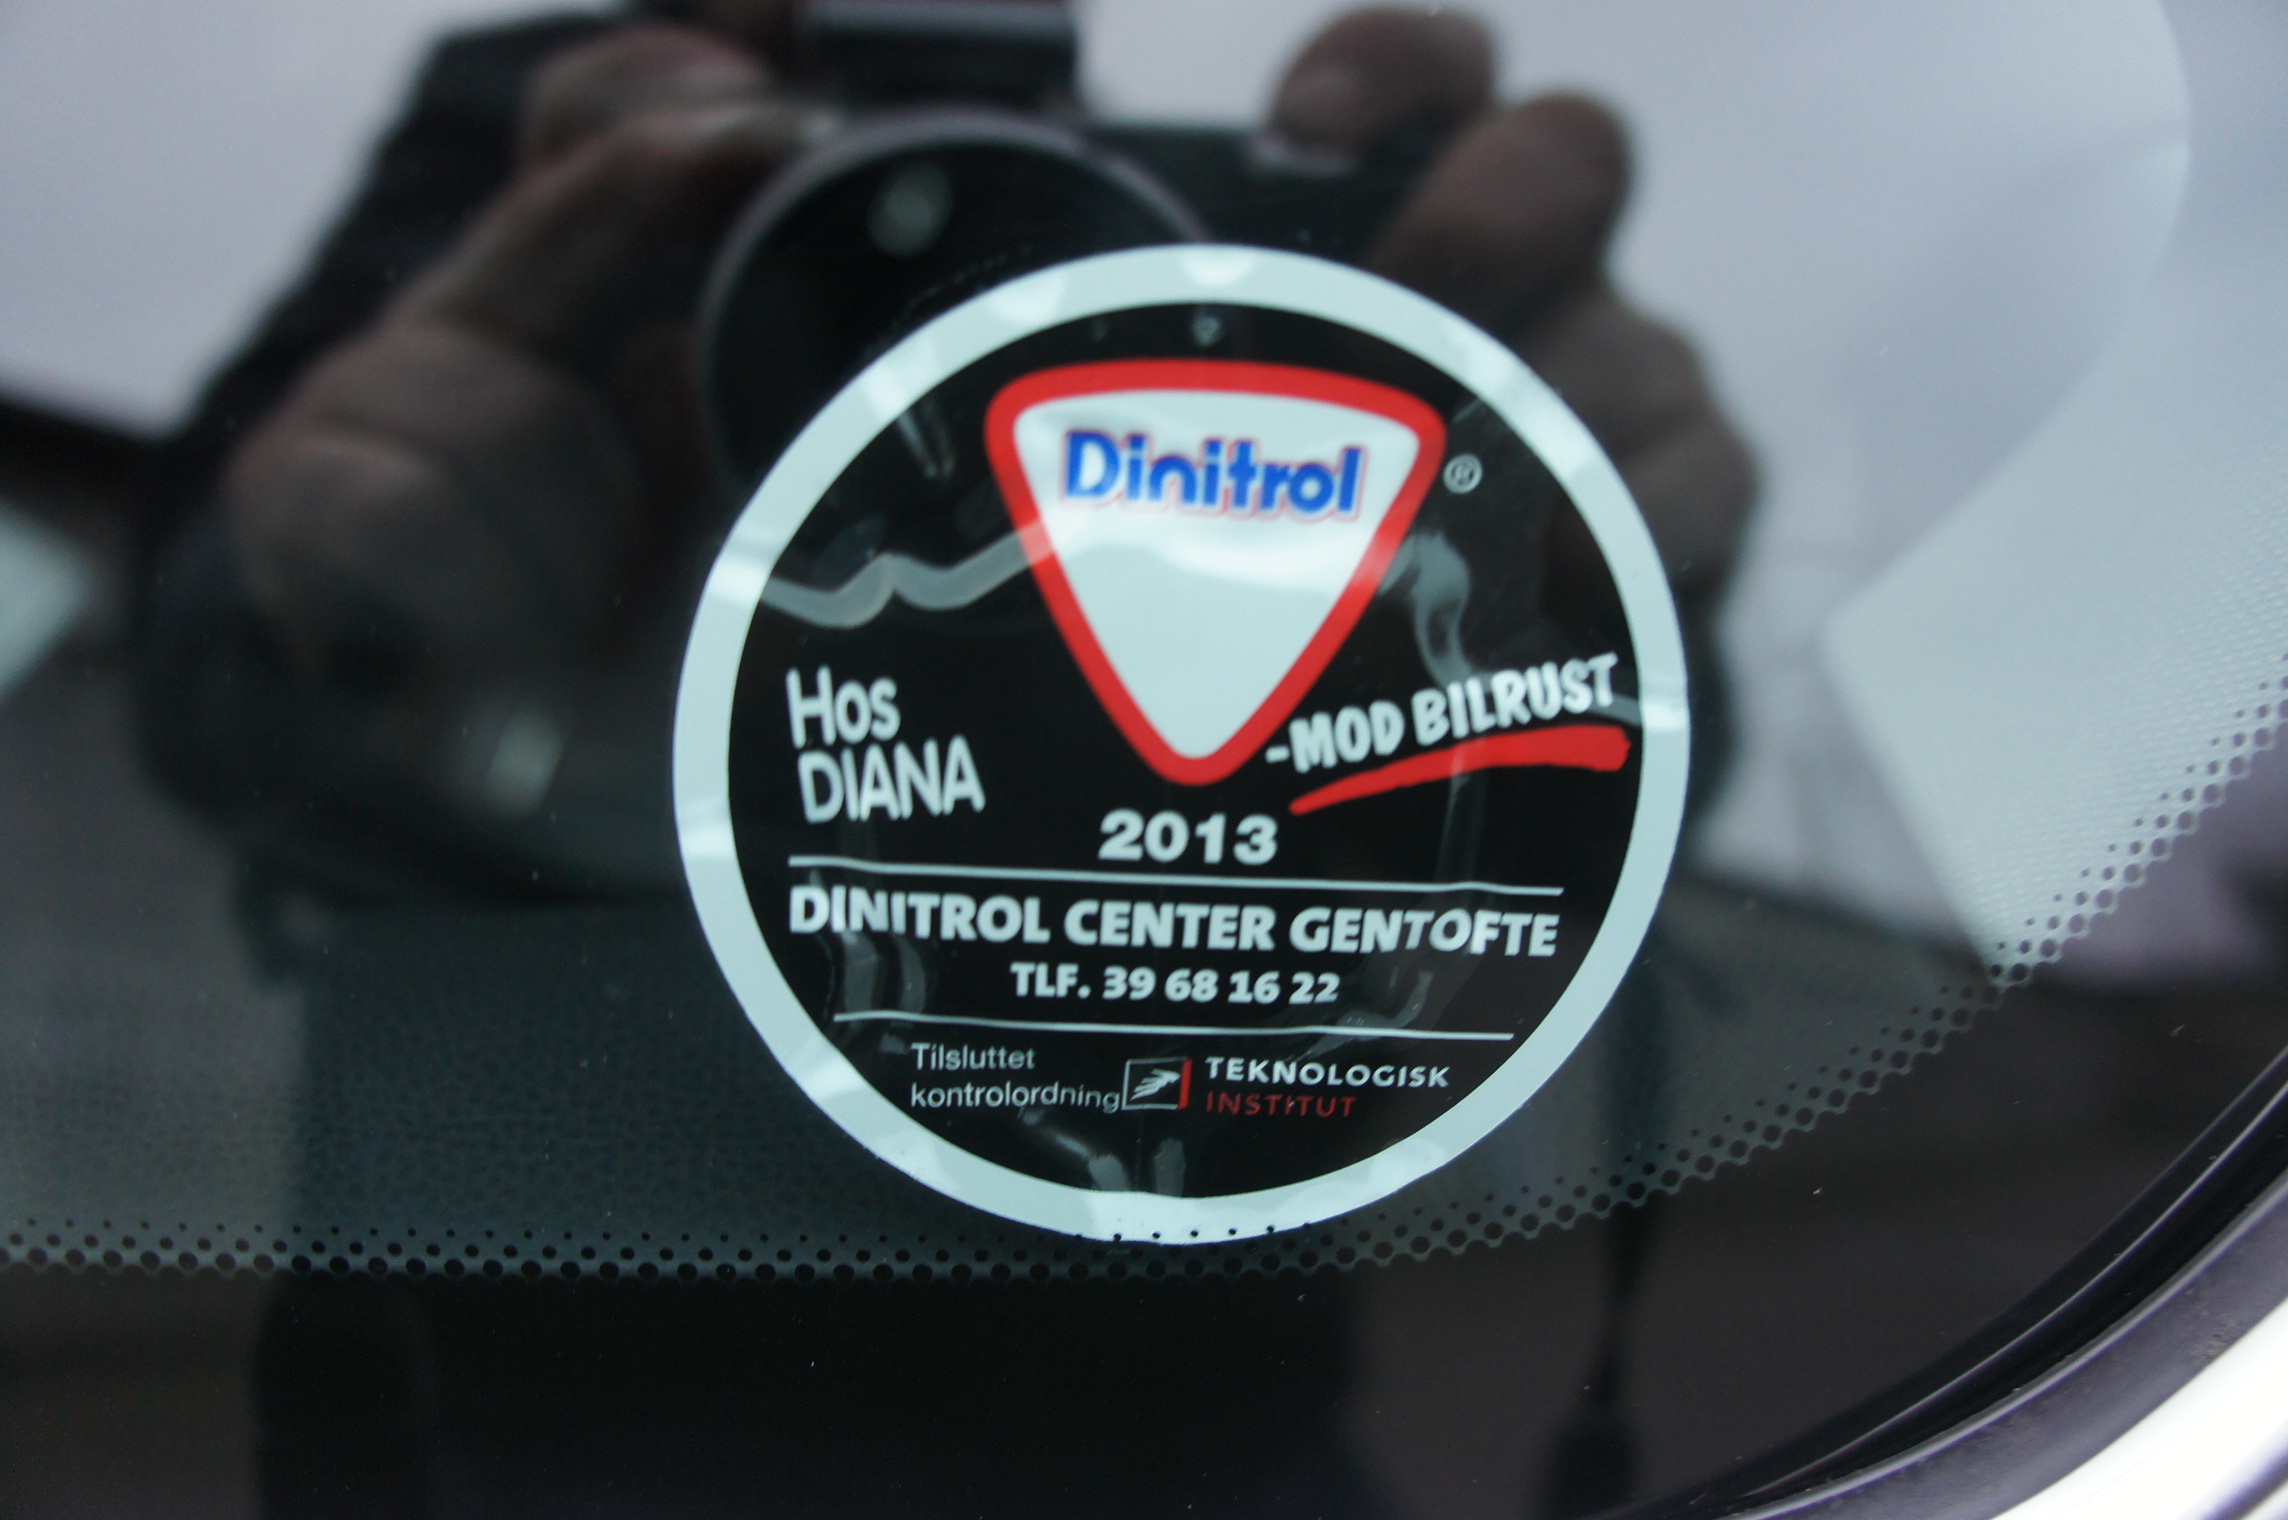 Dinitrol
®
Hos
DIANA
-MOD BILRUST
2013
DINITROL CENTER GENTOFTE
TLF. 39 68 16 22
Tilsluttet
kontrolordning
TEKNOLOGISK
INSTITUT